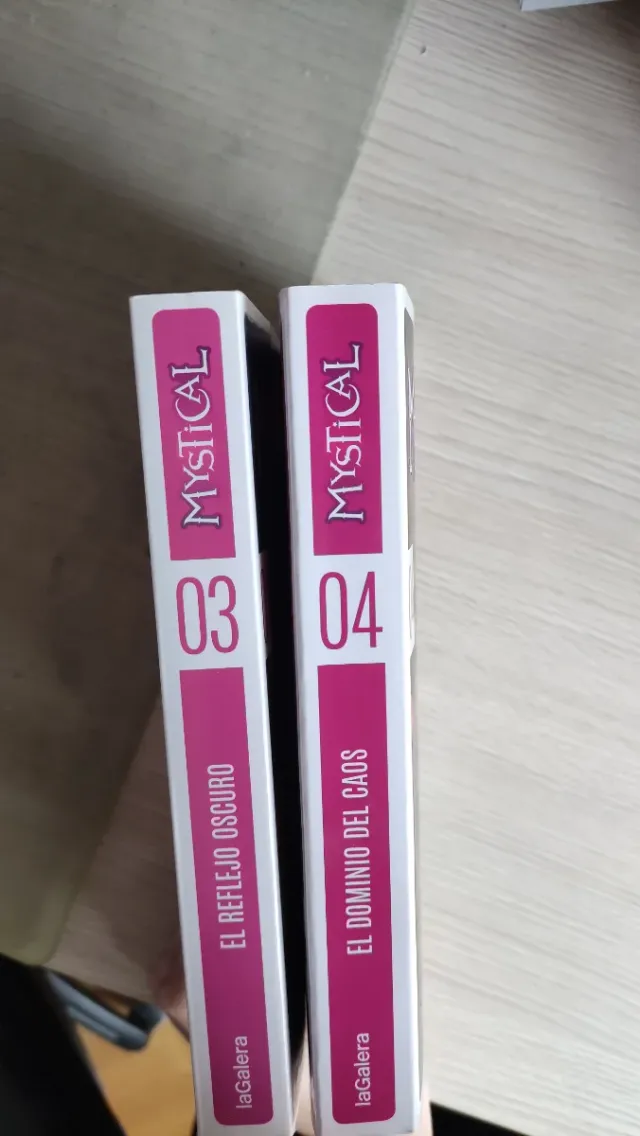 MYSTICAL
03
EL REFLEJO OSCURO
laGalera
MYSTICAL
04
EL DOMINIO DEL CAOS
laGalera